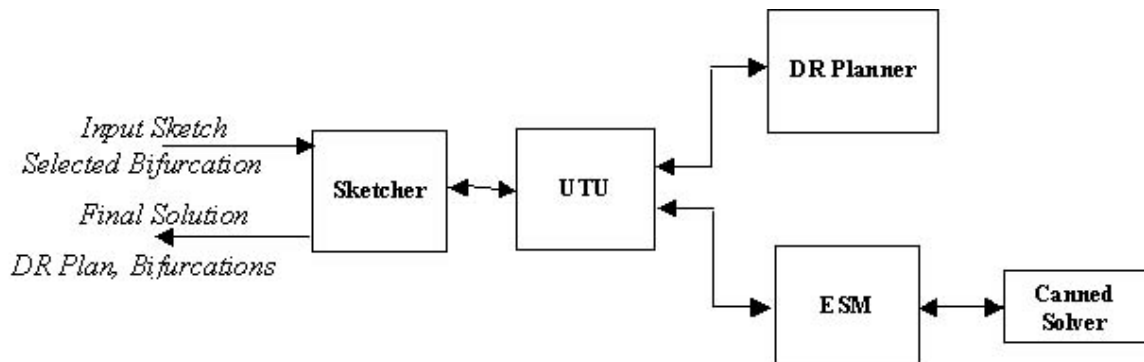 Input Sketch
Selected Bifurcation
Final Solution
DR Plan, Bifurcations
Sketcher
UTU
DR Planner
ESM
Canned
Solver